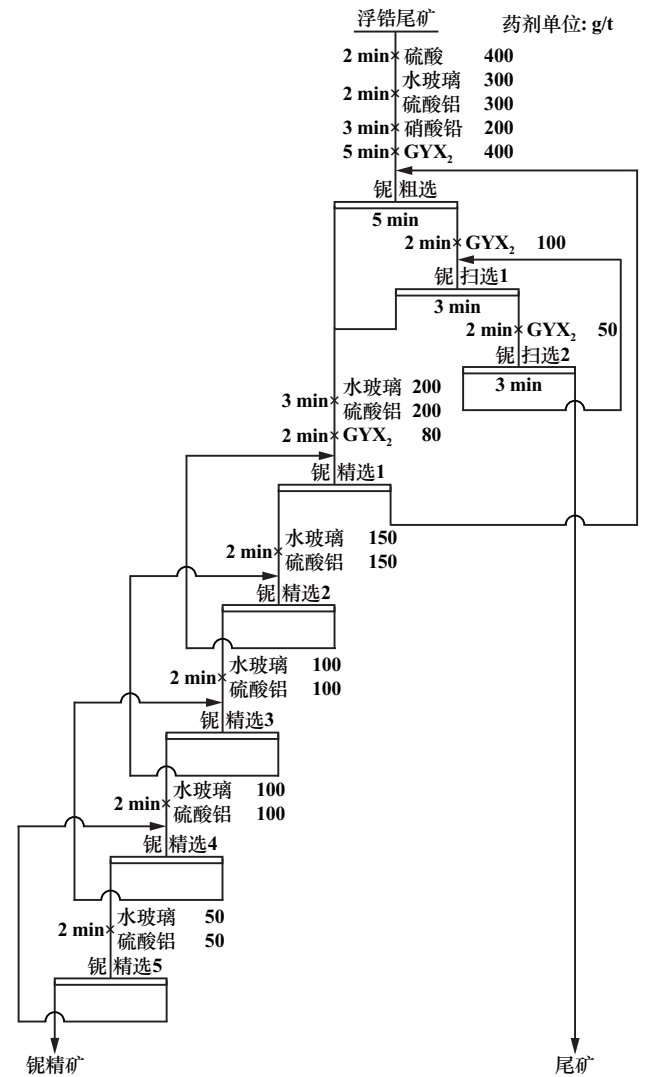 浮锆尾矿
药剂单位: g/t
2 min 硫酸 400
水玻璃 300
2 min
硫酸铝 300
3 min 硝酸铅 200
5 min GYX₂ 400
铌 粗选
5 min
2 min GYX₂ 100
铌 扫选1
3 min
2 min GYX₂ 50
铌 扫选2
3 min
水玻璃 200
3 min
硫酸铝 200
2 min GYX₂ 80
铌 精选1
水玻璃 150
2 min
硫酸铝 150
铌 精选2
水玻璃 100
2 min
硫酸铝 100
铌 精选3
水玻璃 100
2 min
硫酸铝 100
铌 精选4
水玻璃 50
2 min
硫酸铝 50
铌 精选5
铌精矿
尾矿